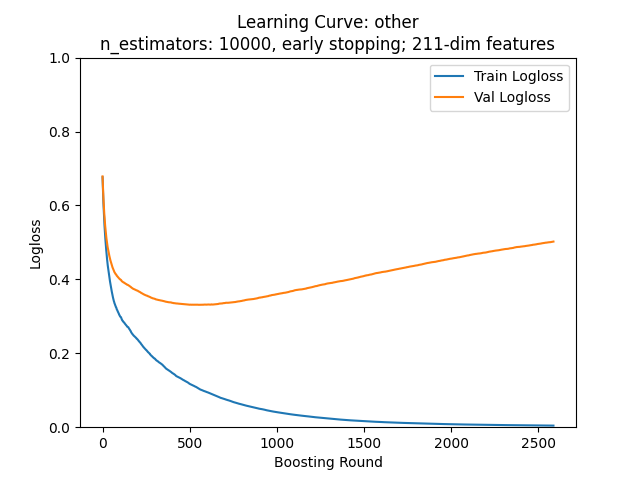 Learning Curve: other
n_estimators: 10000, early stopping; 211-dim features
1.0
0.8
0.6
0.4
0.2
0.0
Logloss
Train Logloss
Val Logloss
0 500 1000 1500 2000 2500
Boosting Round